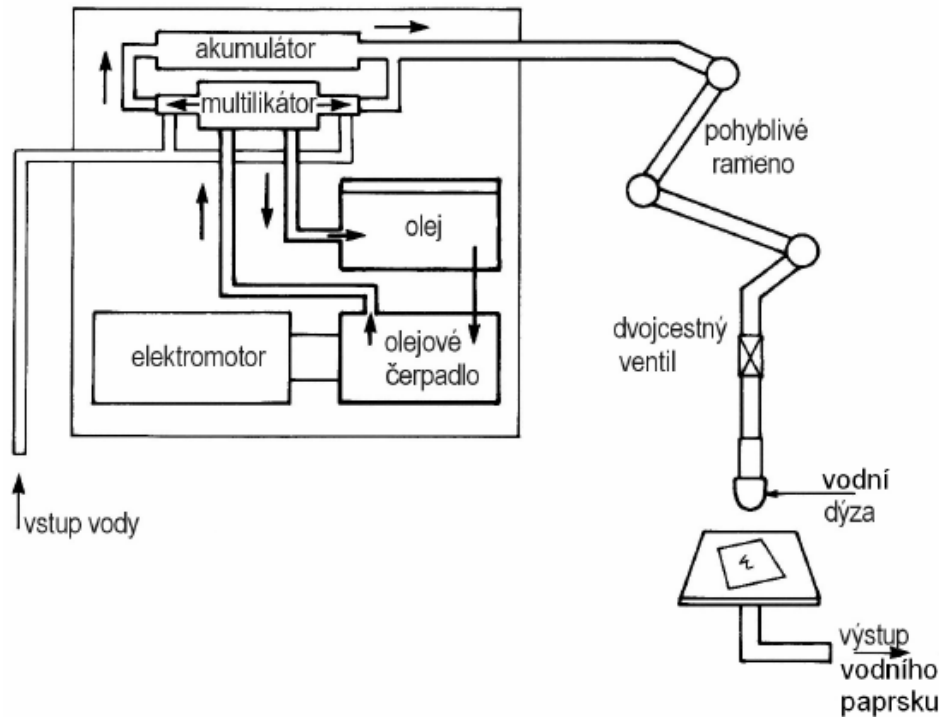 akumulátor
multilikátor
pohyblivé
rameno
olej
elektromotor
olejové
čerpadlo
dvojcestný
ventil
vodní
dýza
vstup vody
výstup
vodního
paprsku